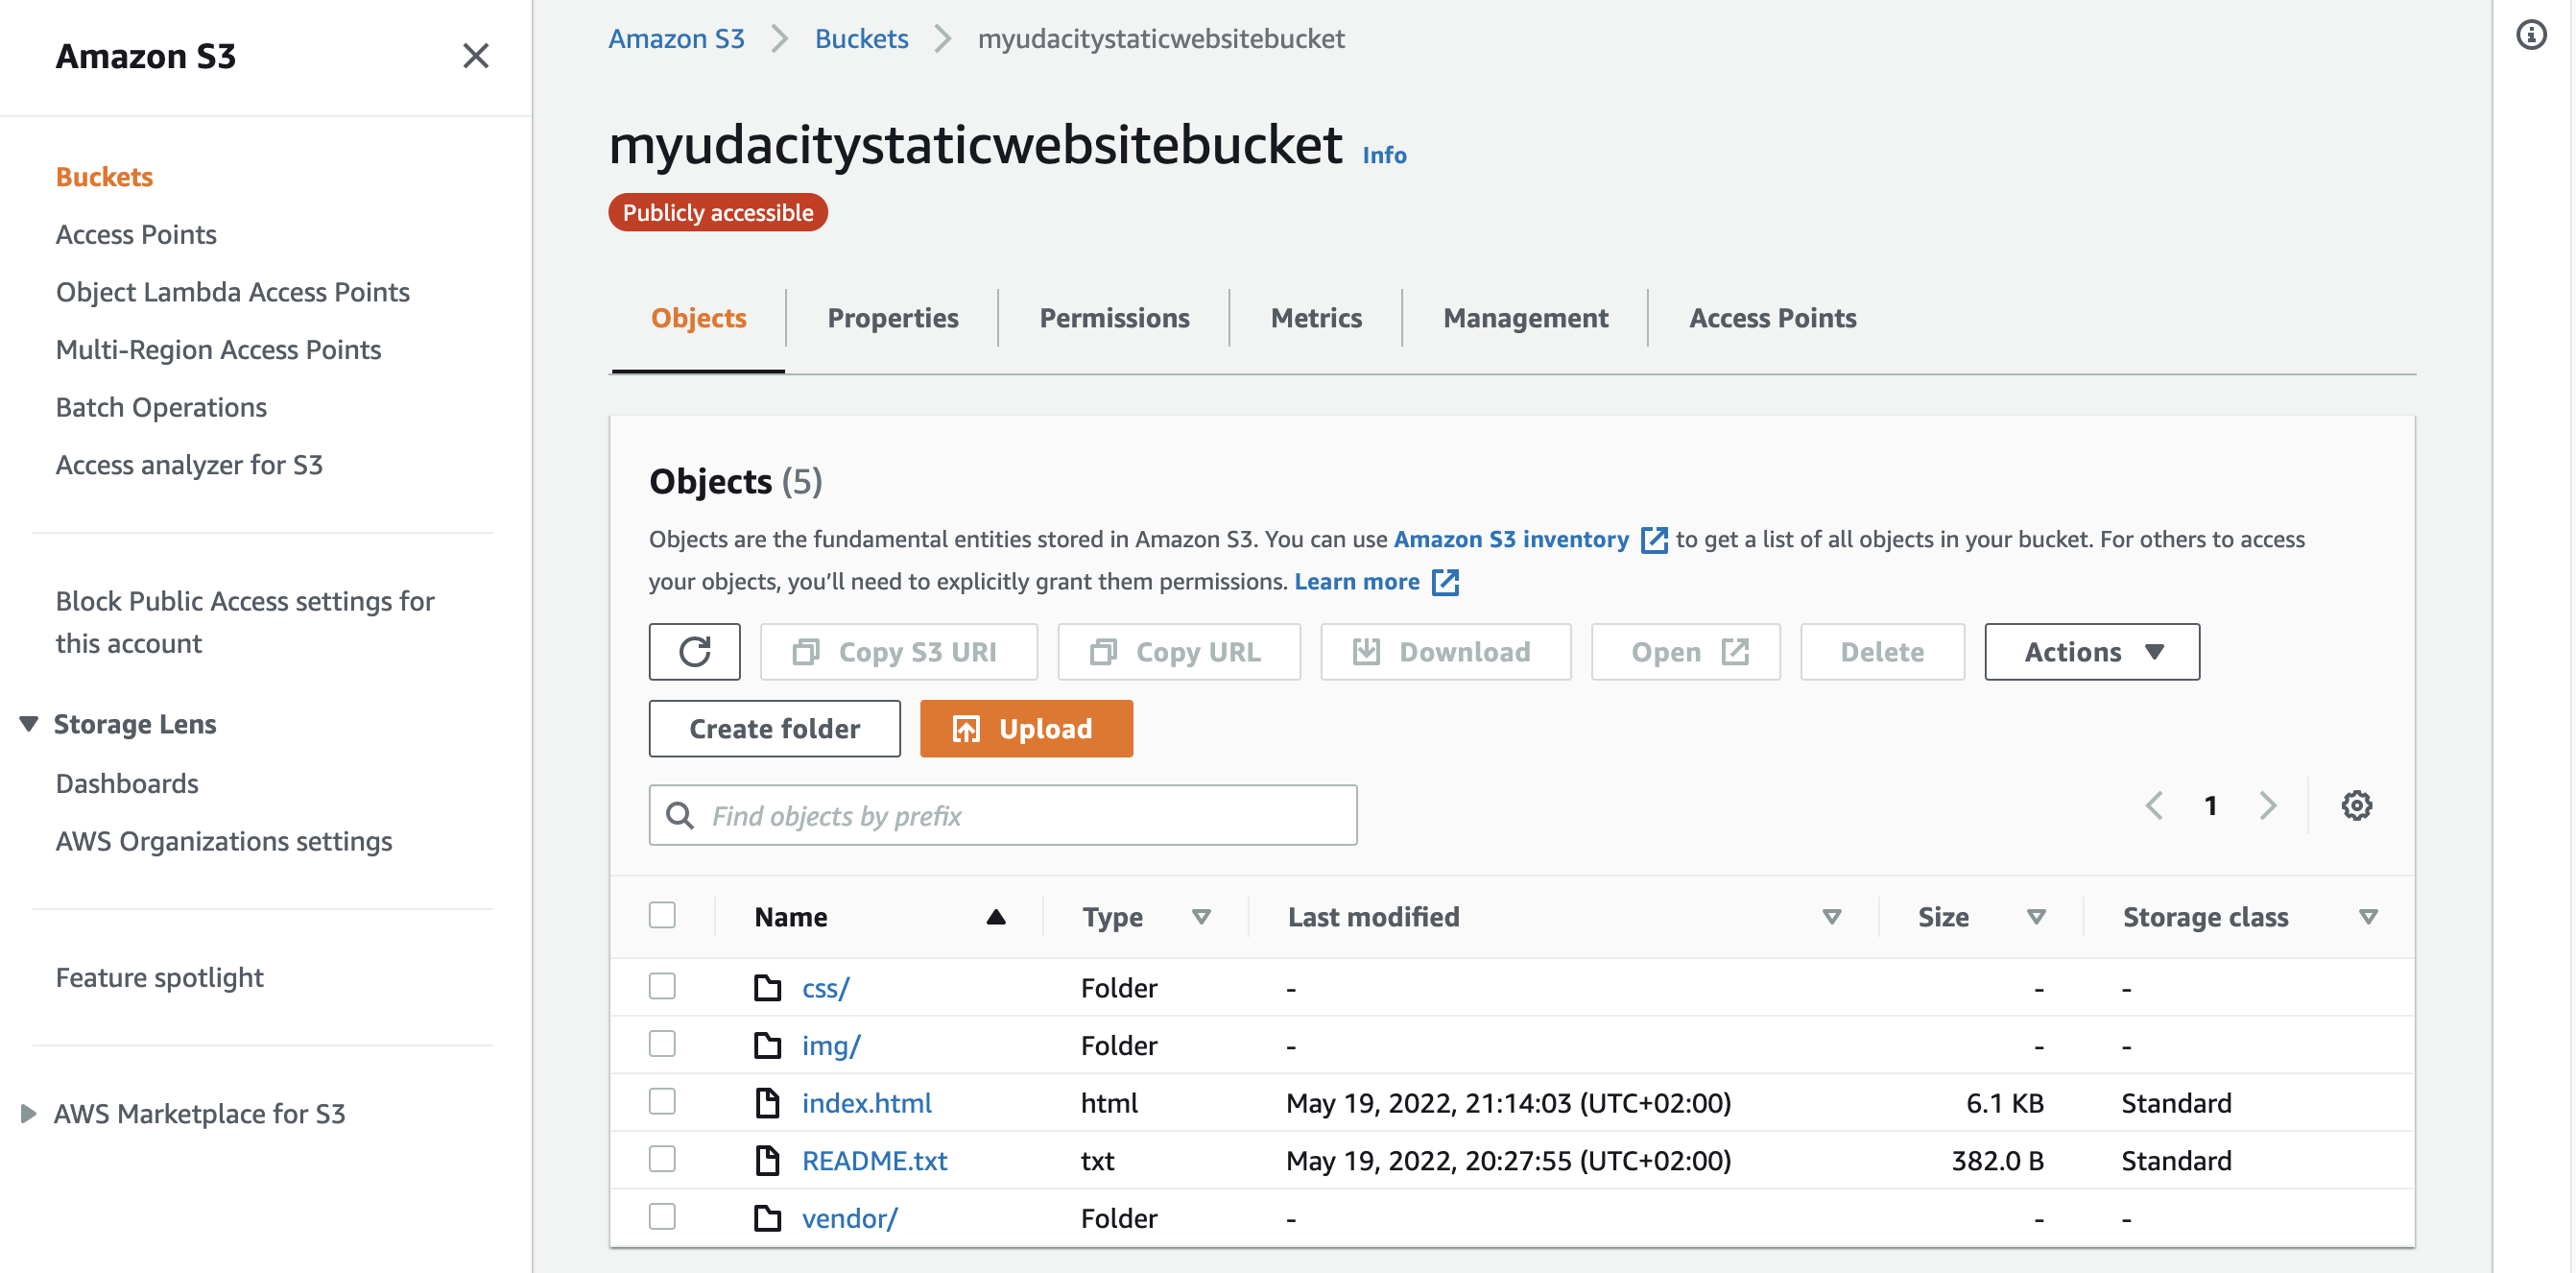 Amazon S3
Buckets
Access Points
Object Lambda Access Points
Multi-Region Access Points
Batch Operations
Access analyzer for S3
Block Public Access settings for
this account
Storage Lens
Dashboards
AWS Organizations settings
Feature spotlight
AWS Marketplace for S3
Amazon S3 Buckets myudacitystaticwebsitebucket
myudacitystaticwebsitebucket Info
Publicly accessible
Objects Properties Permissions Metrics Management Access Points
Objects (5)
Objects are the fundamental entities stored in Amazon S3. You can use Amazon S3 inventory to get a list of all objects in your bucket. For others to access
your objects, you’ll need to explicitly grant them permissions. Learn more
Copy S3 URI Copy URL Download Open Delete Actions
Create folder Upload
Find objects by prefix 1
Name Type Last modified Size Storage class
css/ Folder - - -
img/ Folder - - -
index.html html May 19, 2022, 21:14:03 (UTC+02:00) 6.1 KB Standard
README.txt txt May 19, 2022, 20:27:55 (UTC+02:00) 382.0 B Standard
vendor/ Folder - - -